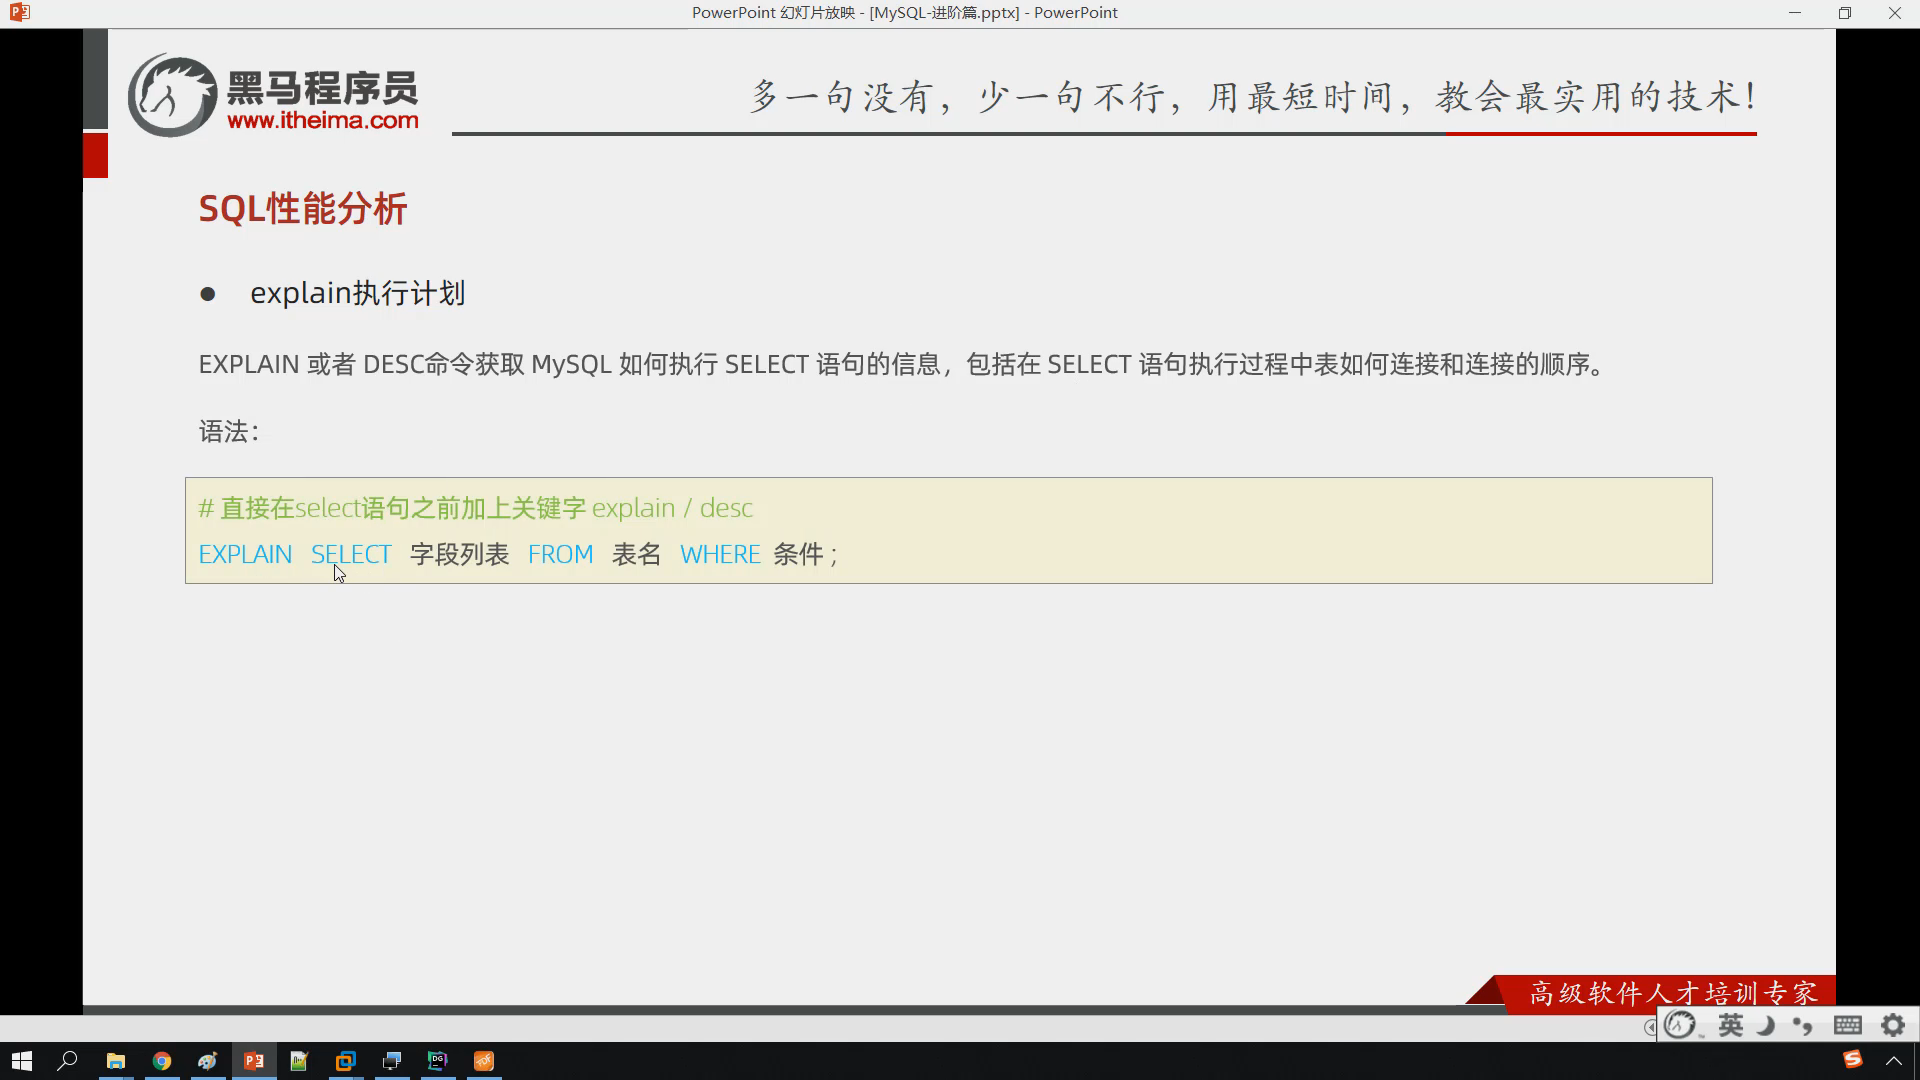 PowerPoint 幻灯片放映 - [MySQL-进阶篇.pptx] - PowerPoint
黑马程序员
www.itheima.com
多一句没有，少一句不行，用最短时间，教会最实用的技术！
SQL性能分析
● explain执行计划
EXPLAIN 或者 DESC命令获取 MySQL 如何执行 SELECT 语句的信息，包括在 SELECT 语句执行过程中表如何连接和连接的顺序。
语法：
# 直接在select语句之前加上关键字 explain / desc
EXPLAIN SELECT 字段列表 FROM 表名 WHERE 条件 ;
高级软件人才培训专家
英